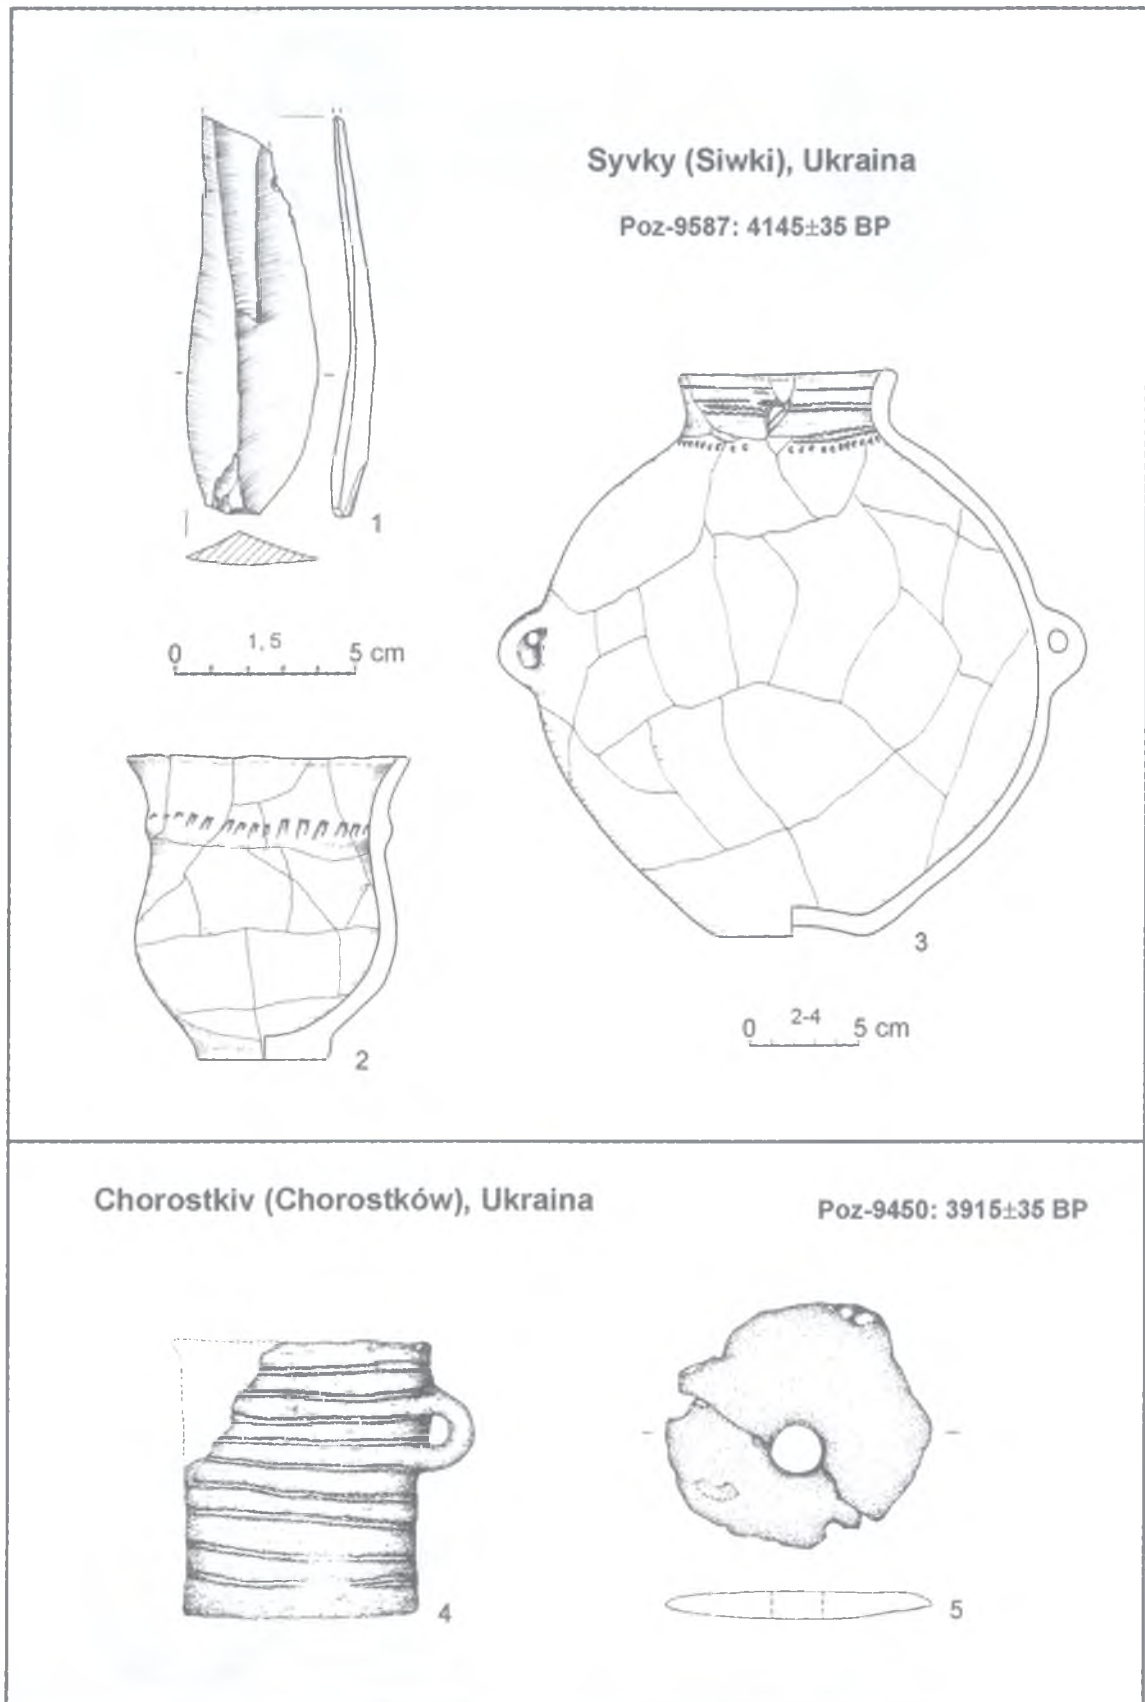 Syvky (Siwki), Ukraina
Poz-9587: 4145±35 BP
1
0 1, 5 5 cm
3
2
0 2-4 5 cm
Chorostkiv (Chorostków), Ukraina
Poz-9450: 3915±35 BP
4
5